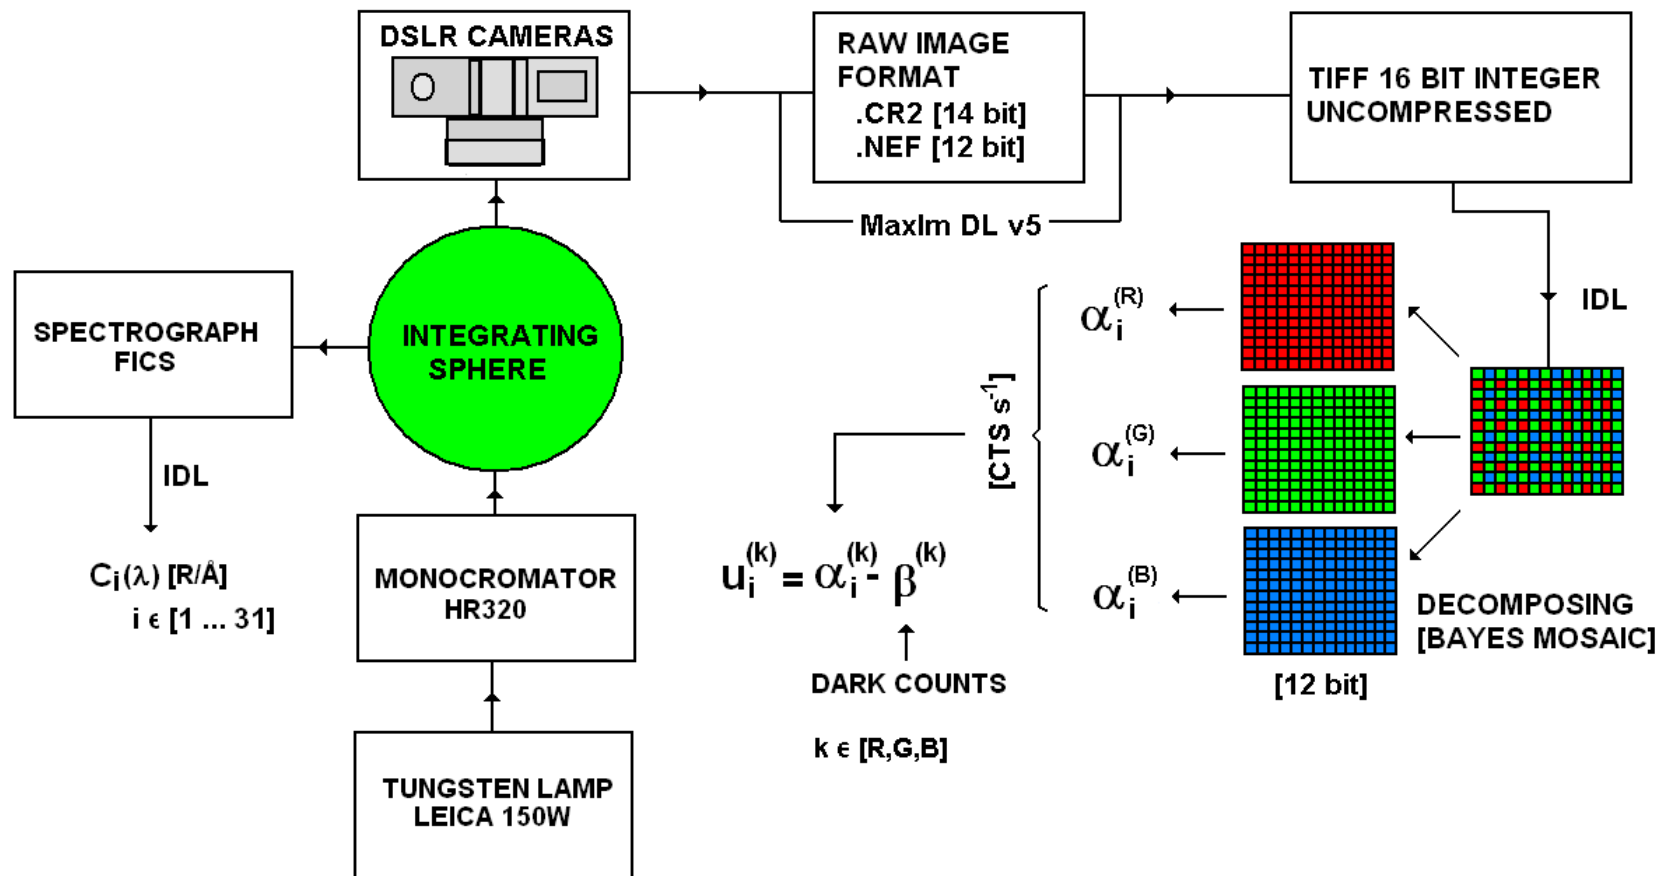 DSLR CAMERAS
RAW IMAGE
FORMAT
.CR2 [14 bit]
.NEF [12 bit]
TIFF 16 BIT INTEGER
UNCOMPRESSED
MaxIm DL v5
SPECTROGRAPH
FICS
INTEGRATING
SPHERE
IDL
C_i(λ) [R/Å]
i ϵ [1 ... 31]
MONOCROMATOR
HR320
TUNGSTEN LAMP
LEICA 150W
IDL
α_i^(R)
α_i^(G)
α_i^(B)
[CTS s^-1]
u_i^(k) = α_i^(k) - β^(k)
DARK COUNTS
k ϵ [R,G,B]
DECOMPOSING
[BAYES MOSAIC]
[12 bit]